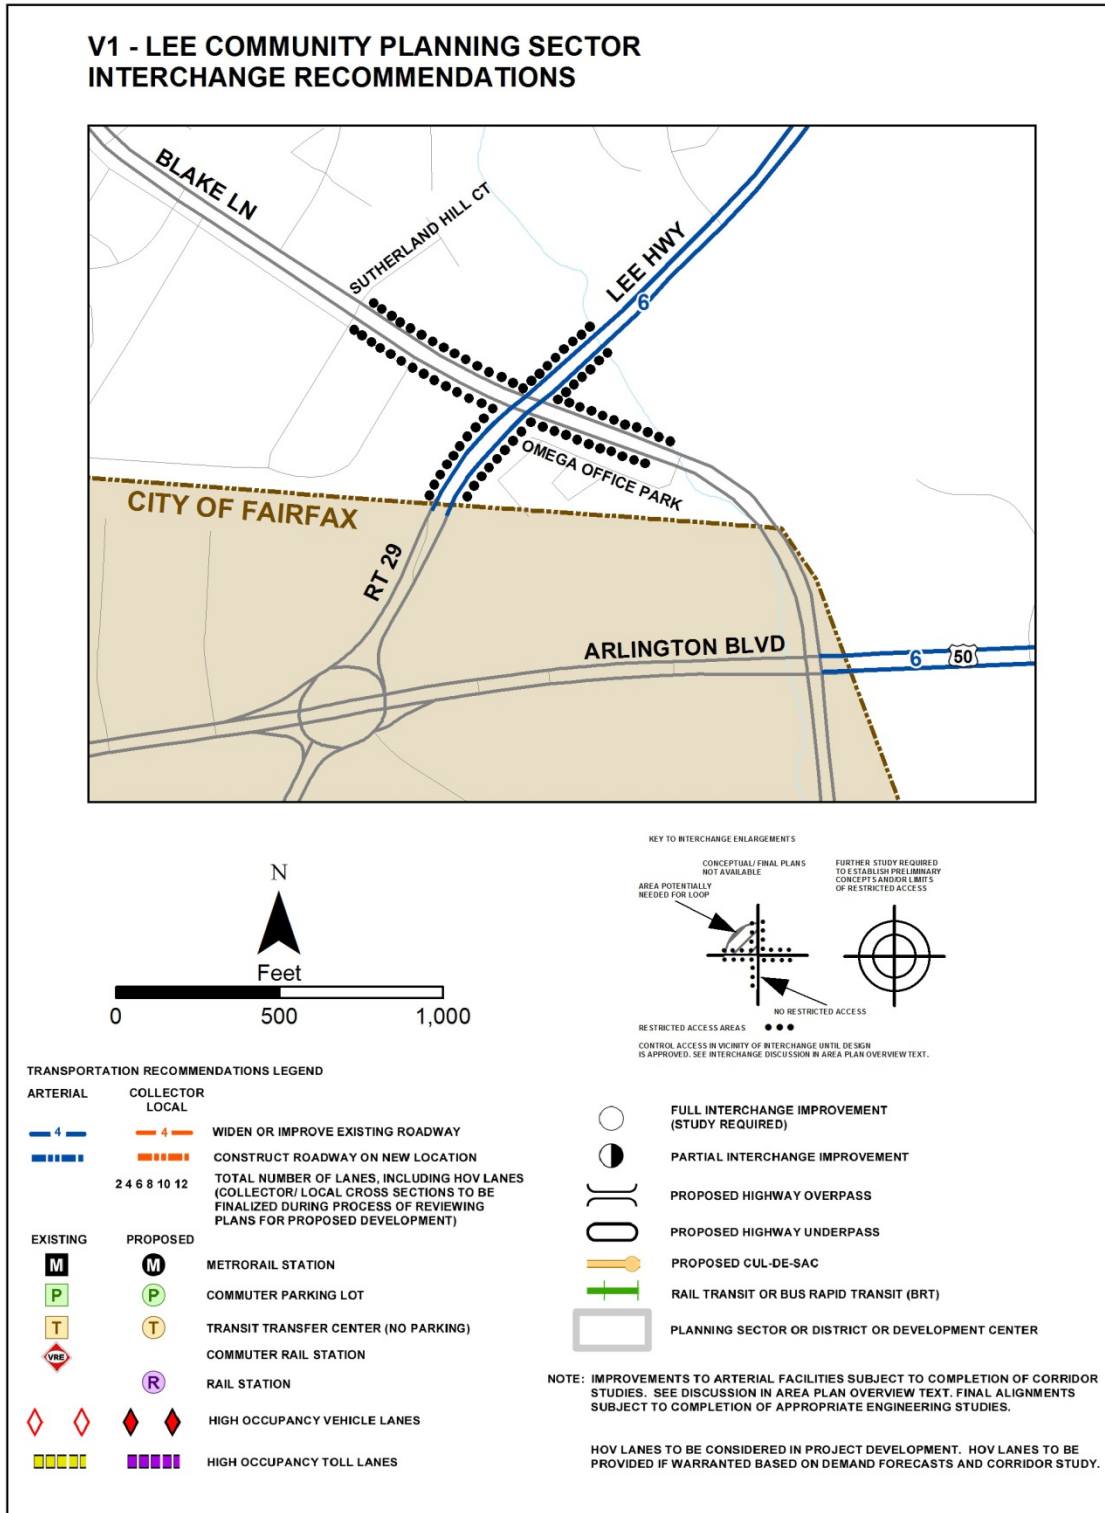 V1 - LEE COMMUNITY PLANNING SECTOR
INTERCHANGE RECOMMENDATIONS
BLAKE LN
SUTHERLAND HILL CT
LEE HWY
6
OMEGA OFFICE PARK
CITY OF FAIRFAX
RT 29
ARLINGTON BLVD
6
50
N
Feet
0 500 1,000
KEY TO INTERCHANGE ENLARGEMENTS
CONCEPTUAL/ FINAL PLANS
NOT AVAILABLE
AREA POTENTIALLY
NEEDED FOR LOOP
FURTHER STUDY REQUIRED
TO ESTABLISH PRELIMINARY
CONCEPTS AND/OR LIMITS
OF RESTRICTED ACCESS
NO RESTRICTED ACCESS
RESTRICTED ACCESS AREAS
CONTROL ACCESS IN VICINITY OF INTERCHANGE UNTIL DESIGN
IS APPROVED. SEE INTERCHANGE DISCUSSION IN AREA PLAN OVERVIEW TEXT.
TRANSPORTATION RECOMMENDATIONS LEGEND
ARTERIAL
COLLECTOR
LOCAL
4 4 WIDEN OR IMPROVE EXISTING ROADWAY
CONSTRUCT ROADWAY ON NEW LOCATION
2 4 6 8 10 12
TOTAL NUMBER OF LANES, INCLUDING HOV LANES
(COLLECTOR/ LOCAL CROSS SECTIONS TO BE
FINALIZED DURING PROCESS OF REVIEWING
PLANS FOR PROPOSED DEVELOPMENT)
EXISTING PROPOSED
M M METRORAIL STATION
P P COMMUTER PARKING LOT
T T TRANSIT TRANSFER CENTER (NO PARKING)
VRE COMMUTER RAIL STATION
R RAIL STATION
HIGH OCCUPANCY VEHICLE LANES
HIGH OCCUPANCY TOLL LANES
FULL INTERCHANGE IMPROVEMENT
(STUDY REQUIRED)
PARTIAL INTERCHANGE IMPROVEMENT
PROPOSED HIGHWAY OVERPASS
PROPOSED HIGHWAY UNDERPASS
PROPOSED CUL-DE-SAC
RAIL TRANSIT OR BUS RAPID TRANSIT (BRT)
PLANNING SECTOR OR DISTRICT OR DEVELOPMENT CENTER
NOTE: IMPROVEMENTS TO ARTERIAL FACILITIES SUBJECT TO COMPLETION OF CORRIDOR
STUDIES. SEE DISCUSSION IN AREA PLAN OVERVIEW TEXT. FINAL ALIGNMENTS
SUBJECT TO COMPLETION OF APPROPRIATE ENGINEERING STUDIES.
HOV LANES TO BE CONSIDERED IN PROJECT DEVELOPMENT. HOV LANES TO BE
PROVIDED IF WARRANTED BASED ON DEMAND FORECASTS AND CORRIDOR STUDY.